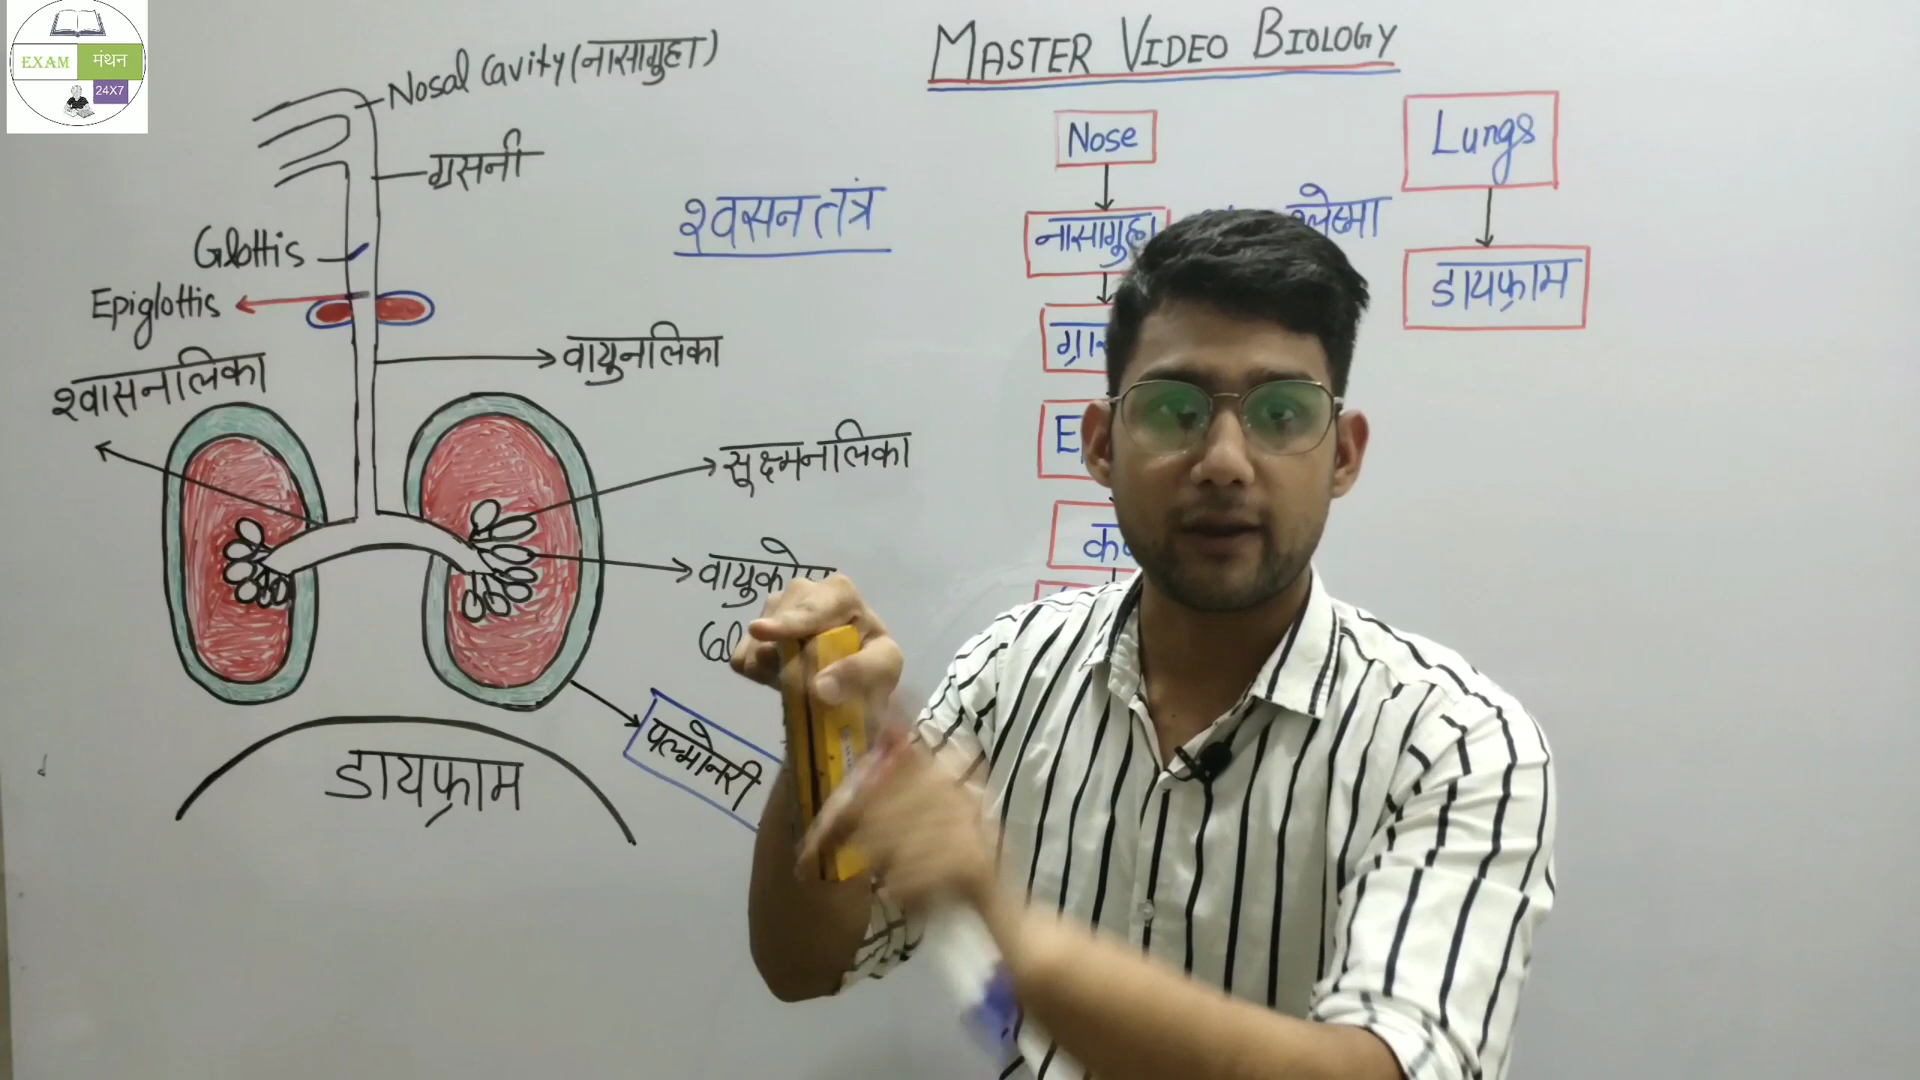 EXAM मंथन
24X7
MASTER VIDEO BIOLOGY
Nosal Cavity (नासागुहा)
ग्रसनी
Glottis
Epiglottis
श्वासनलिका
वायुनलिका
सूक्ष्मनलिका
पल्मोनरी
डायफ्राम
श्वसन तंत्र
Nose
नासागुहा
Lungs
डायफ्राम